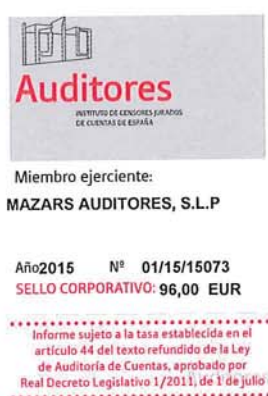 Auditores
INSTITUTO DE CENSORES JURADOS
DE CUENTAS DE ESPAÑA
Miembro ejerciente:
MAZARS AUDITORES, S.L.P
Año2015 Nº 01/15/15073
SELLO CORPORATIVO: 96,00 EUR
Informe sujeto a la tasa establecida en el
artículo 44 del texto refundido de la Ley
de Auditoría de Cuentas, aprobado por
Real Decreto Legislativo 1/2011, de 1 de julio